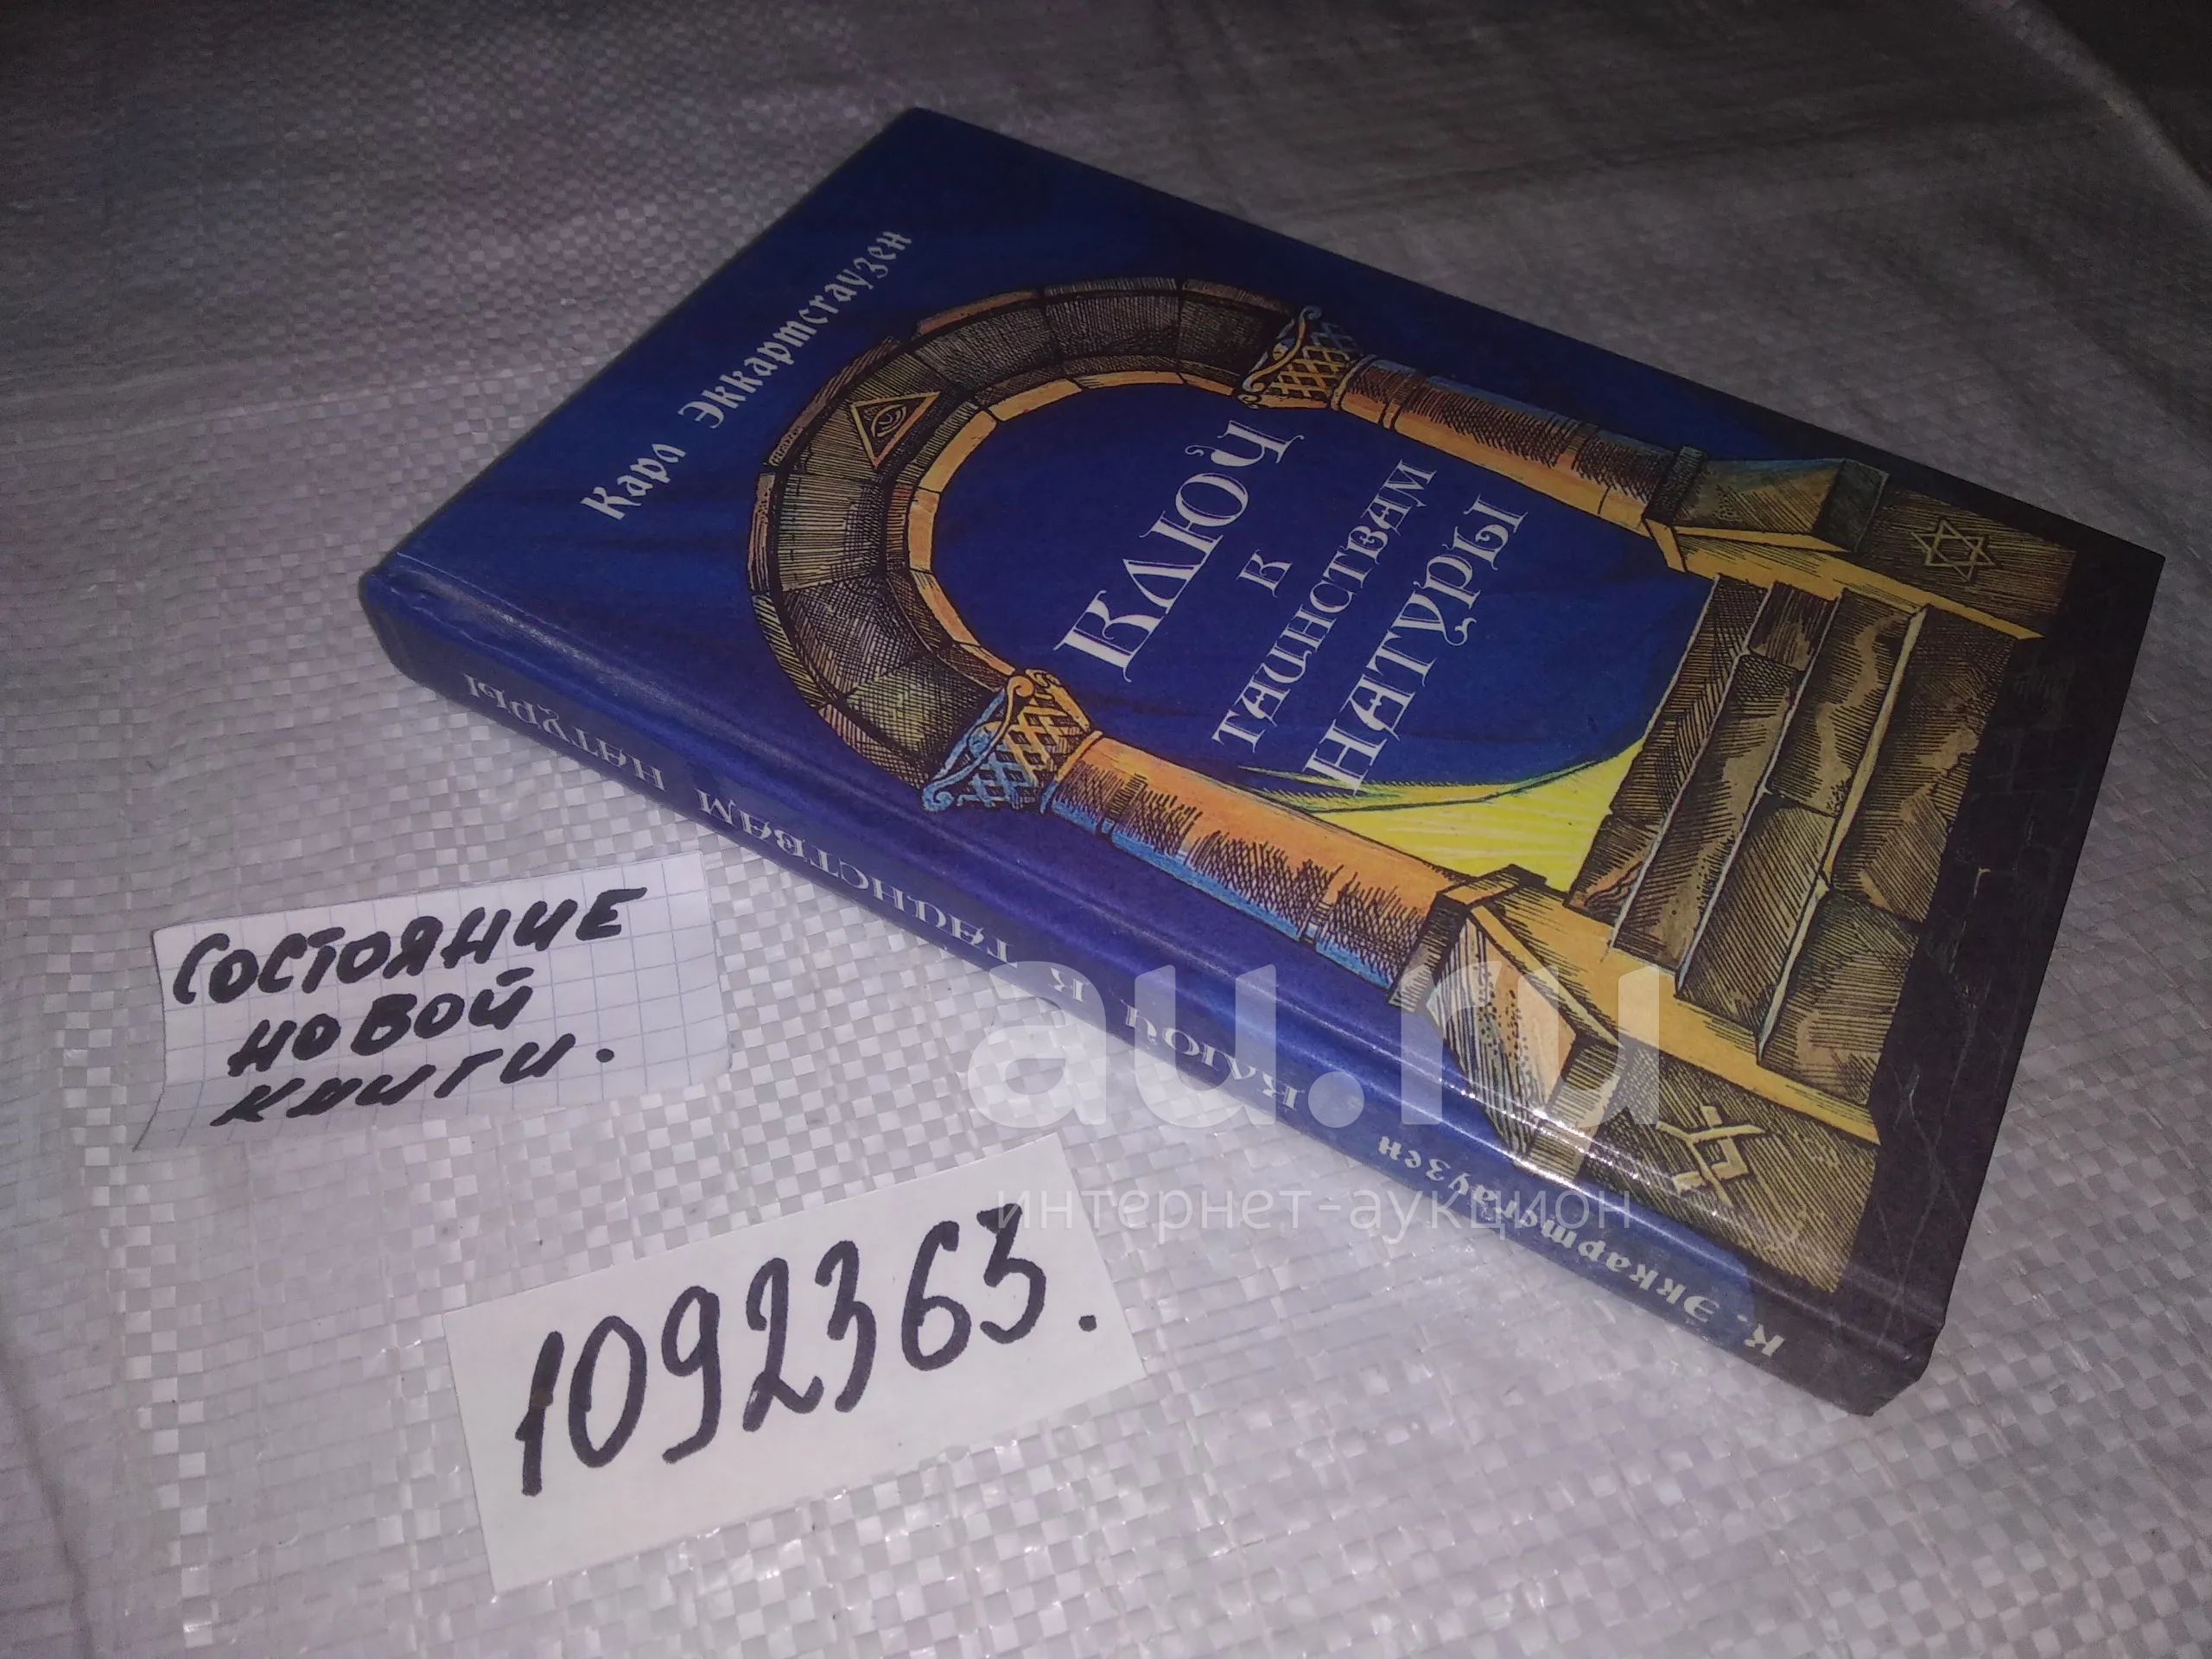 Карл Эккартсгаузен
КЛЮЧ
К
ТАИНСТВАМ
НАТУРЫ
К. Эккартсгаузен КЛЮЧ К ТАИНСТВАМ НАТУРЫ
СОСТОЯНИЕ
НОВОЙ
КНИГИ.
1092363.
au.ru
интернет-аукцион